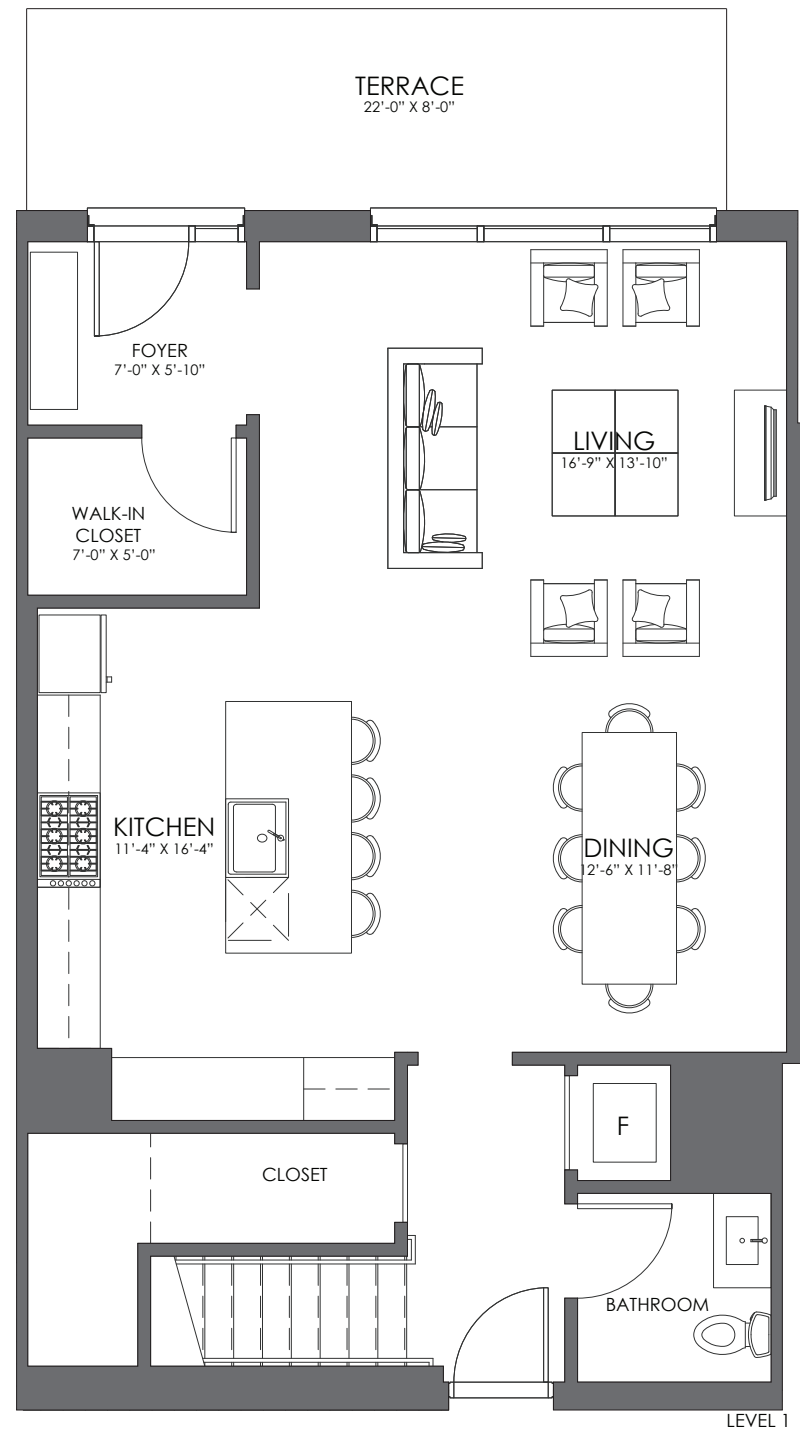 TERRACE
22’-0” X 8’-0”
FOYER
7’-0” X 5’-10”
LIVING
16’-9” X 13’-10”
WALK-IN
CLOSET
7’-0” X 5’-0”
KITCHEN
11’-4” X 16’-4”
DINING
12’-6” X 11’-8”
F
CLOSET
BATHROOM
LEVEL 1